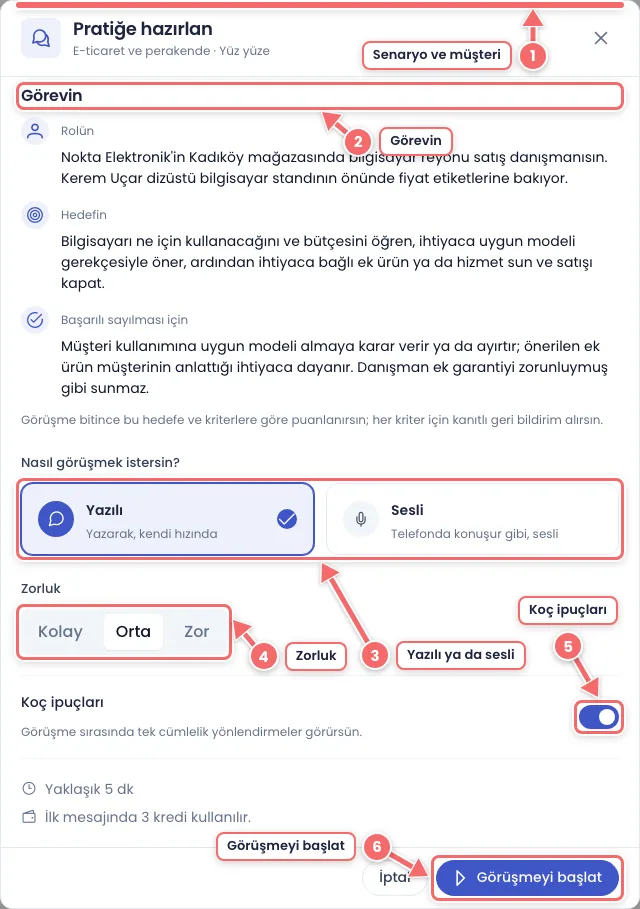 Pratiğe hazırlan
E-ticaret ve perakende · Yüz yüze
Senaryo ve müşteri
1
Görevin
2
Görevin
Rolün
Nokta Elektronik'in Kadıköy mağazasında bilgisayar reyonu satış danışmanısın.
Kerem Uçar dizüstü bilgisayar standının önünde fiyat etiketlerine bakıyor.
Hedefin
Bilgisayarı ne için kullanacağını ve bütçesini öğren, ihtiyaca uygun modeli
gerekçesiyle öner, ardından ihtiyaca bağlı ek ürün ya da hizmet sun ve satışı
kapat.
Başarılı sayılması için
Müşteri kullanımına uygun modeli almaya karar verir ya da ayırtır; önerilen ek
ürün müşterinin anlattığı ihtiyaca dayanır. Danışman ek garantiyi zorunluymuş
gibi sunmaz.
Görüşme bitince bu hedefe ve kriterlere göre puanlanırsın; her kriter için kanıtlı geri bildirim alırsın.
Nasıl görüşmek istersin?
Yazılı
Yazarak, kendi hızında
Sesli
Telefonda konuşur gibi, sesli
Zorluk
Kolay
Orta
Zor
4
Zorluk
3
Yazılı ya da sesli
Koç ipuçları
5
Koç ipuçları
Görüşme sırasında tek cümlelik yönlendirmeler görürsün.
Yaklaşık 5 dk
İlk mesajında 3 kredi kullanılır.
Görüşmeyi başlat
6
İptal
Görüşmeyi başlat